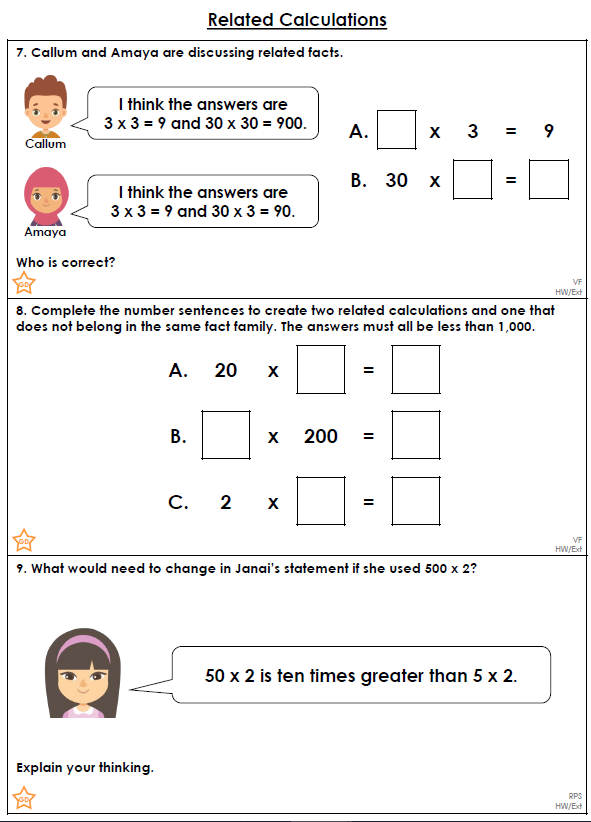 Related Calculations
7. Callum and Amaya are discussing related facts.
I think the answers are
3 x 3 = 9 and 30 x 30 = 900.
Callum
A. x 3 = 9
B. 30 x =
I think the answers are
3 x 3 = 9 and 30 x 3 = 90.
Amaya
Who is correct?
GD
VF
HW/Ext
8. Complete the number sentences to create two related calculations and one that
does not belong in the same fact family. The answers must all be less than 1,000.
A. 20 x =
B. x 200 =
C. 2 x =
GD
VF
HW/Ext
9. What would need to change in Janai's statement if she used 500 x 2?
50 x 2 is ten times greater than 5 x 2.
Explain your thinking.
GD
RPS
HW/Ext